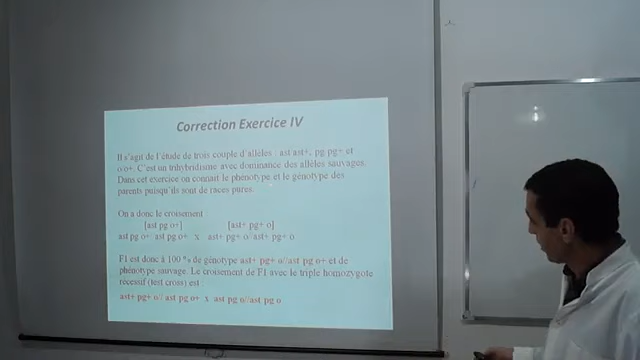 Correction Exercice IV
Il s'agit de l'étude de trois couple d'allèles : ast ast+, pg pg+ et
o o+. C'est un trihybridisme avec dominance des allèles sauvages.
Dans cet exercice on connait le phénotype et le génotype des
parents puisqu'ils sont de races pures.
On a donc le croisement
[ast pg o+] [ast+ pg+ o]
ast pg o+ ast pg o+ x ast+ pg+ o ast+ pg+ o
F1 est donc à 100 % de génotype ast+ pg+ o//ast pg o+ et de
phénotype sauvage. Le croisement de F1 avec le triple homozygote
récessif (test cross) est
ast+ pg+ o// ast pg o+ x ast pg o//ast pg o